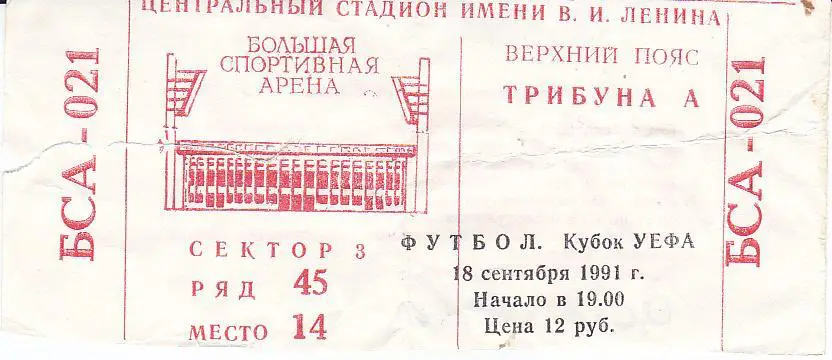 ЦЕНТРАЛЬНЫЙ СТАДИОН ИМЕНИ В. И. ЛЕНИНА
БСА - 021
БОЛЬШАЯ
СПОРТИВНАЯ
АРЕНА
ВЕРХНИЙ ПОЯС
ТРИБУНА А
СЕКТОР 3
РЯД 45
МЕСТО 14
ФУТБОЛ. Кубок УЕФА
18 сентября 1991 г.
Начало в 19.00
Цена 12 руб.
БСА - 021